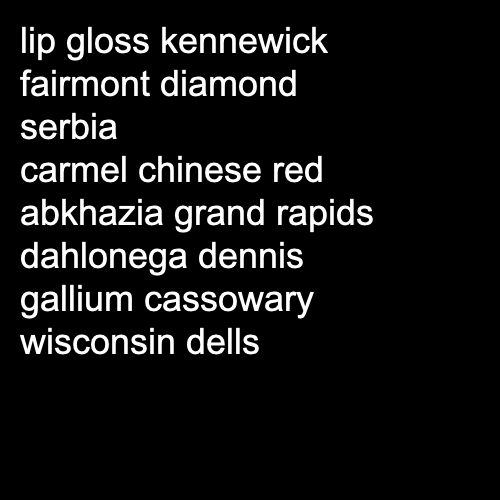 lip gloss kennewick
fairmont diamond
serbia
carmel chinese red
abkhazia grand rapids
dahlonega dennis
gallium cassowary
wisconsin dells